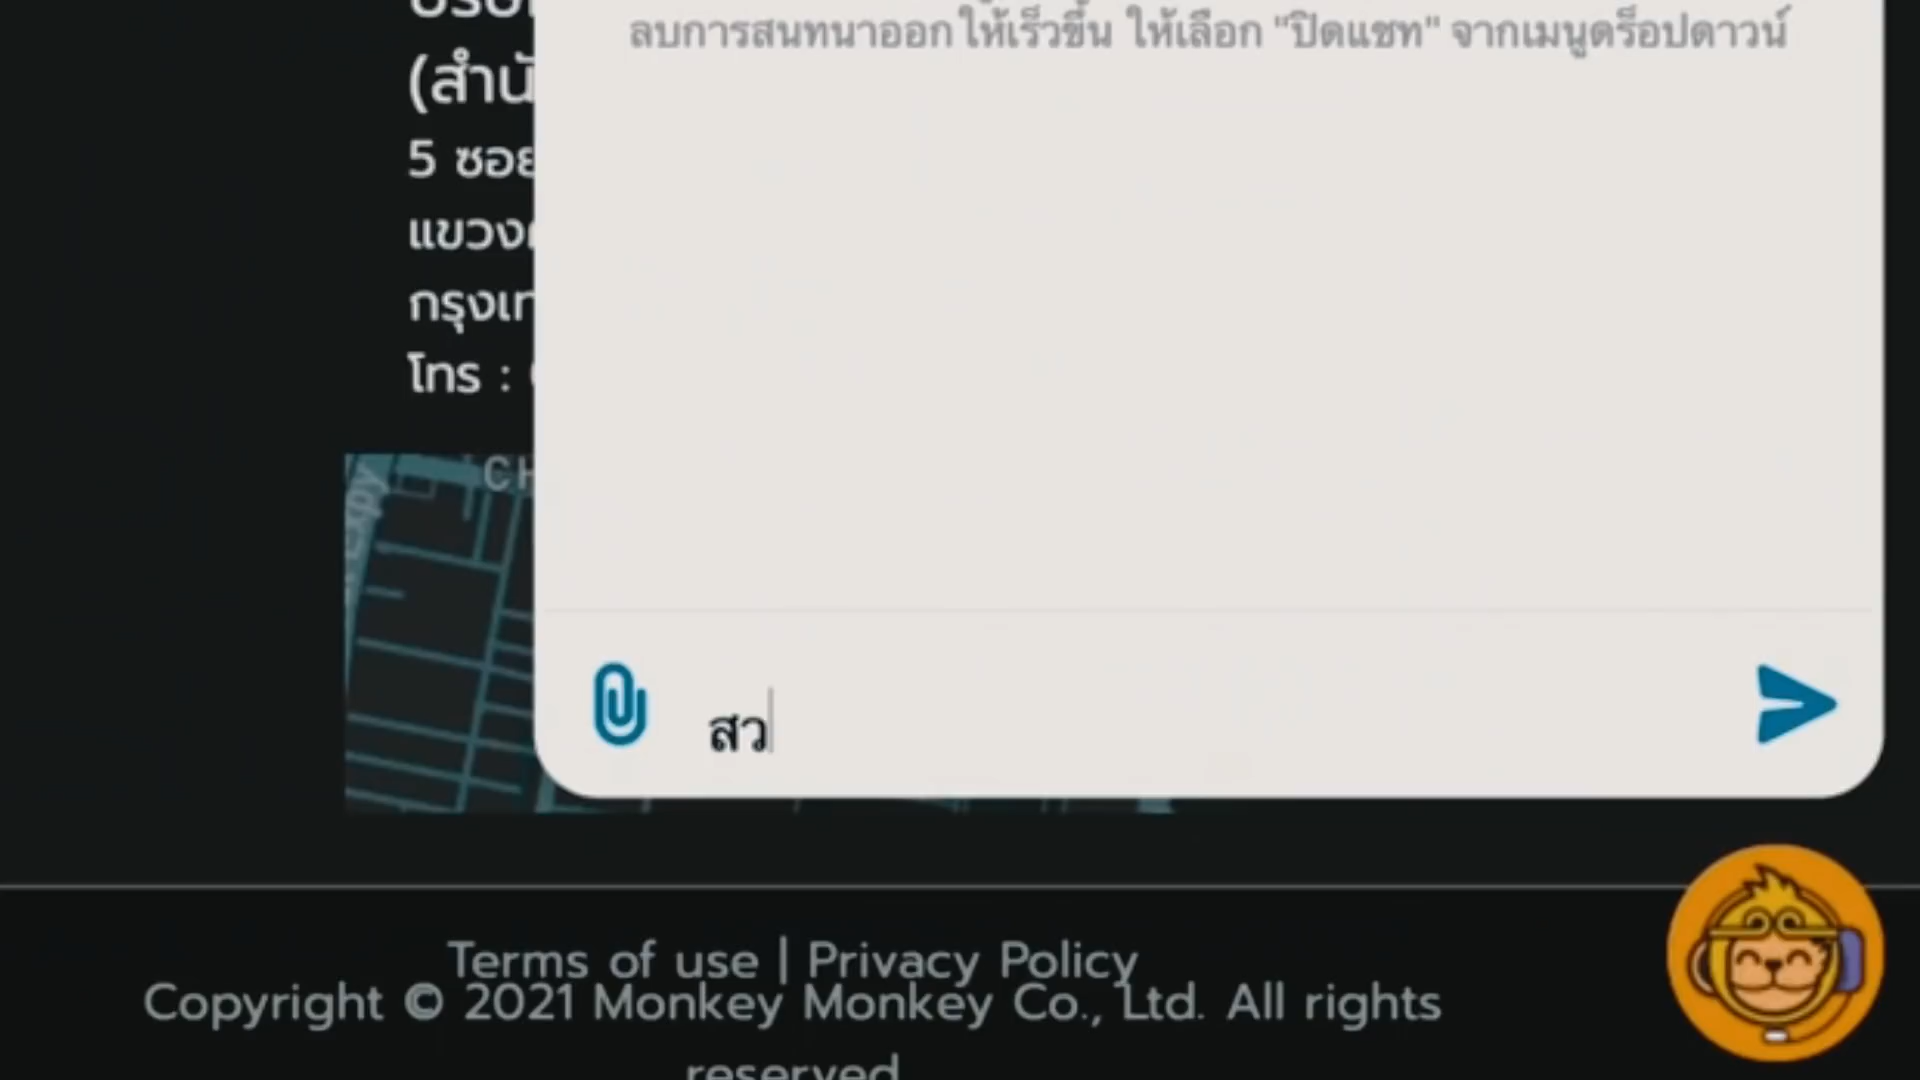 ลบการสนทนาออกให้เร็วขึ้น ให้เลือก "ปิดแชท" จากเมนูดร็อปดาวน์
(สำนั
5 ซอย
แขวง
กรุงเท
โทร :
CH
Expy
สว
Terms of use | Privacy Policy
Copyright © 2021 Monkey Monkey Co., Ltd. All rights
reserved